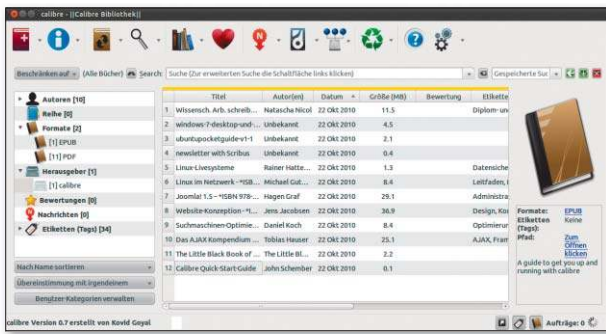 calibre - ||Calibre Bibliothek||
Beschränken auf (Alle Bücher) Search: Suche (Zur erweiterten Suche die Schaltfläche links klicken) Gespeicherte Suc
Autoren [10]
Reihe [0]
Formate [2]
[1] EPUB
[11] PDF
Herausgeber [1]
[1] calibre
Bewertungen [0]
Nachrichten [0]
Etiketten (Tags) [34]
Nach Name sortieren
Übereinstimmung mit irgendeinem
Benutzer-Kategorien verwalten
Titel Autor(en) Datum Größe (MB) Bewertung Etikette
1 Wissensch. Arb. schreib... Natascha Nicol 22 Okt 2010 11.5 Diplom- un
2 windows-7-desktop-und-... Unbekannt 22 Okt 2010 4.5
3 ubuntupocketguide-v1-1 Unbekannt 22 Okt 2010 2.1
4 newsletter with Scribus Unbekannt 22 Okt 2010 0.4
5 Linux-Livesysteme Rainer Hatte... 22 Okt 2010 1.3 Datensiche
6 Linux im Netzwerk - *ISB... Michael Gut... 22 Okt 2010 8.4 Leitfaden,
7 Joomla! 1.5 - *ISBN 978-... Hagen Graf 22 Okt 2010 29.1 Administra
8 Website-Konzeption - *I... Jens Jacobsen 22 Okt 2010 36.9 Design, Ko
9 Suchmaschinen-Optimie... Daniel Koch 22 Okt 2010 8.4 Optimierun
10 Das AJAX Kompendium ... Tobias Hauser 22 Okt 2010 25.1 AJAX, Fram
11 The Little Black Book of ... The Little Bl... 22 Okt 2010 2.2
12 Calibre Quick-Start Guide John Schember 22 Okt 2010 0.1
Formate: EPUB
Etiketten (Tags): Keine
Pfad: Zum Öffnen klicken
A guide to get you up and
running with calibre
calibre Version 0.7 erstellt von Kovid Goyal Aufträge: 0